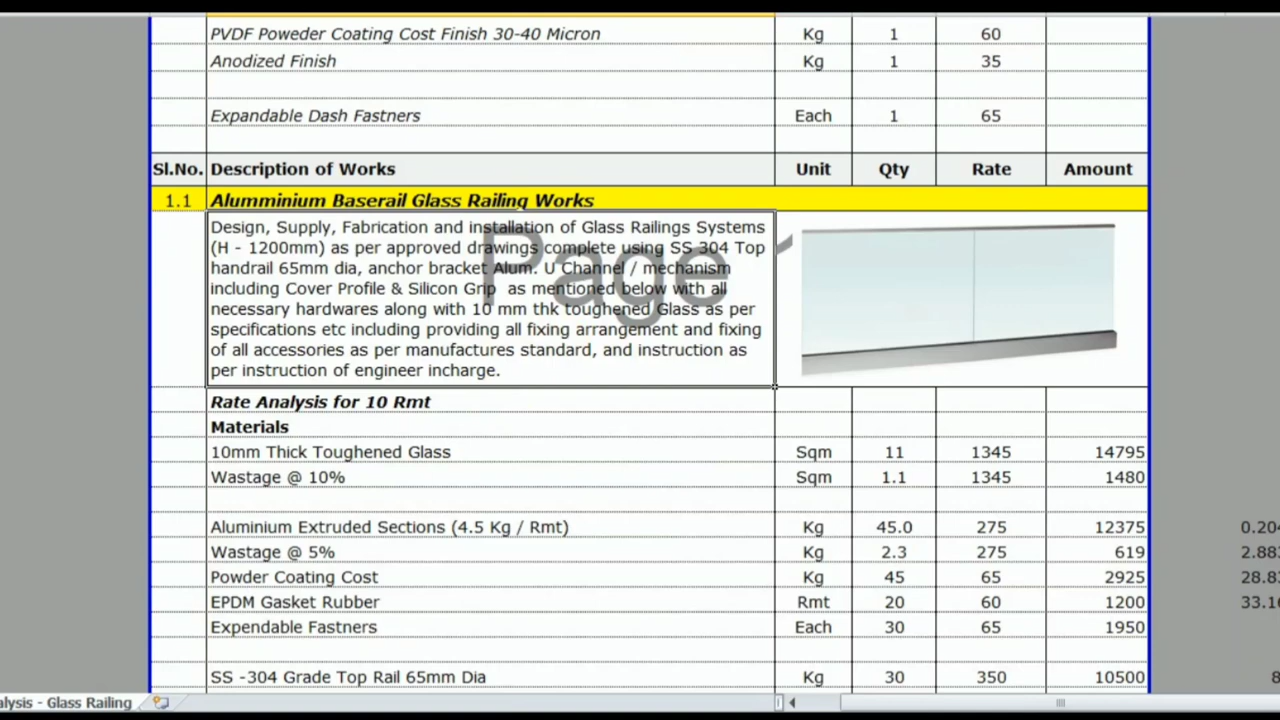 PVDF Poweder Coating Cost Finish 30-40 Micron Kg 1 60
Anodized Finish Kg 1 35
Expandable Dash Fastners Each 1 65
Sl.No. Description of Works Unit Qty Rate Amount
1.1 Alumminium Baserail Glass Railing Works
Design, Supply, Fabrication and installation of Glass Railings Systems
(H - 1200mm) as per approved drawings complete using SS 304 Top
handrail 65mm dia, anchor bracket Alum. U Channel / mechanism
including Cover Profile & Silicon Grip as mentioned below with all
necessary hardwares along with 10 mm thk toughened Glass as per
specifications etc including providing all fixing arrangement and fixing
of all accessories as per manufactures standard, and instruction as
per instruction of engineer incharge.
Page
Rate Analysis for 10 Rmt
Materials
10mm Thick Toughened Glass Sqm 11 1345 14795
Wastage @ 10% Sqm 1.1 1345 1480
Aluminium Extruded Sections (4.5 Kg / Rmt) Kg 45.0 275 12375
Wastage @ 5% Kg 2.3 275 619
Powder Coating Cost Kg 45 65 2925
EPDM Gasket Rubber Rmt 20 60 1200
Expendable Fastners Each 30 65 1950
SS -304 Grade Top Rail 65mm Dia Kg 30 350 10500
alysis - Glass Railing